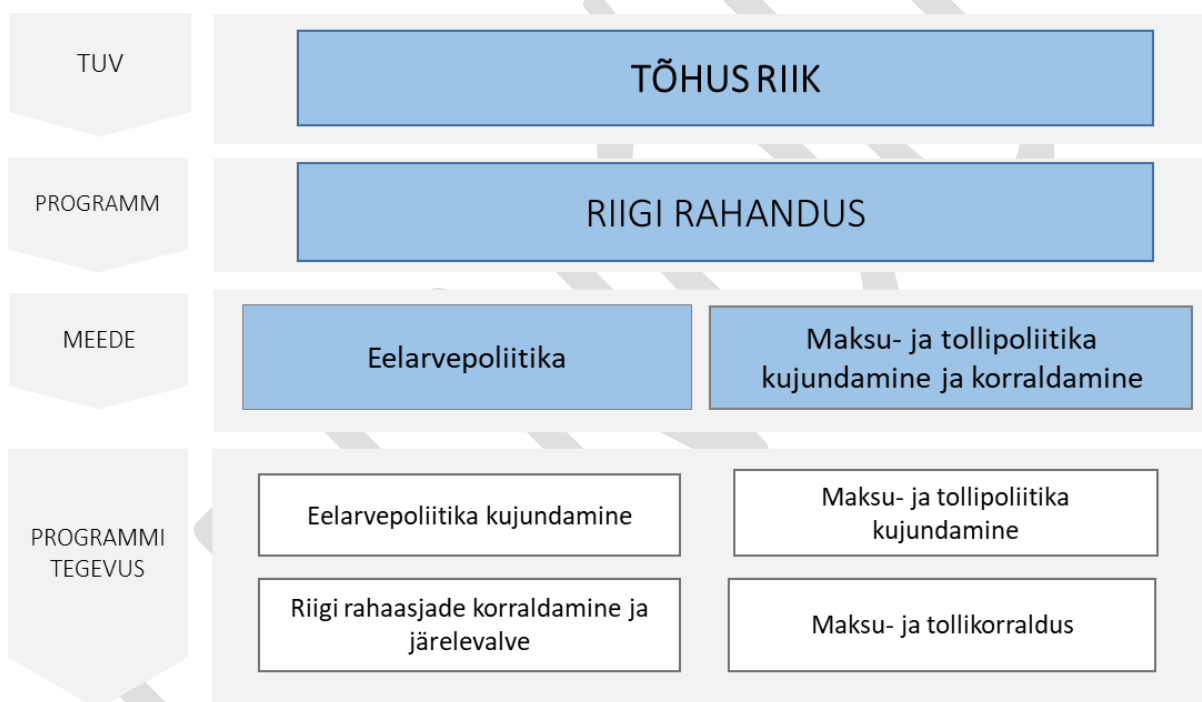 TUV
TÕHUS RIIK
PROGRAMM
RIIGI RAHANDUS
MEEDE
Eelarvepoliitika
Maksu- ja tollipoliitika
kujundamine ja korraldamine
PROGRAMMI
TEGEVUS
Eelarvepoliitika kujundamine
Maksu- ja tollipoliitika
kujundamine
Riigi rahaasjade korraldamine ja
järelevalve
Maksu- ja tollikorraldus